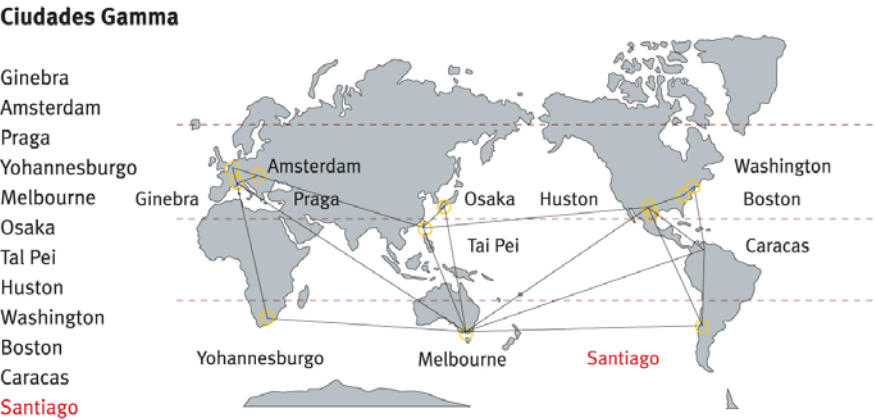 Ciudades Gamma
Ginebra
Amsterdam
Praga
Yohannesburgo
Melbourne
Osaka
Tal Pei
Huston
Washington
Boston
Caracas
Santiago
Amsterdam
Washington
Ginebra
Praga
Osaka
Huston
Boston
Tai Pei
Caracas
Yohannesburgo
Melbourne
Santiago